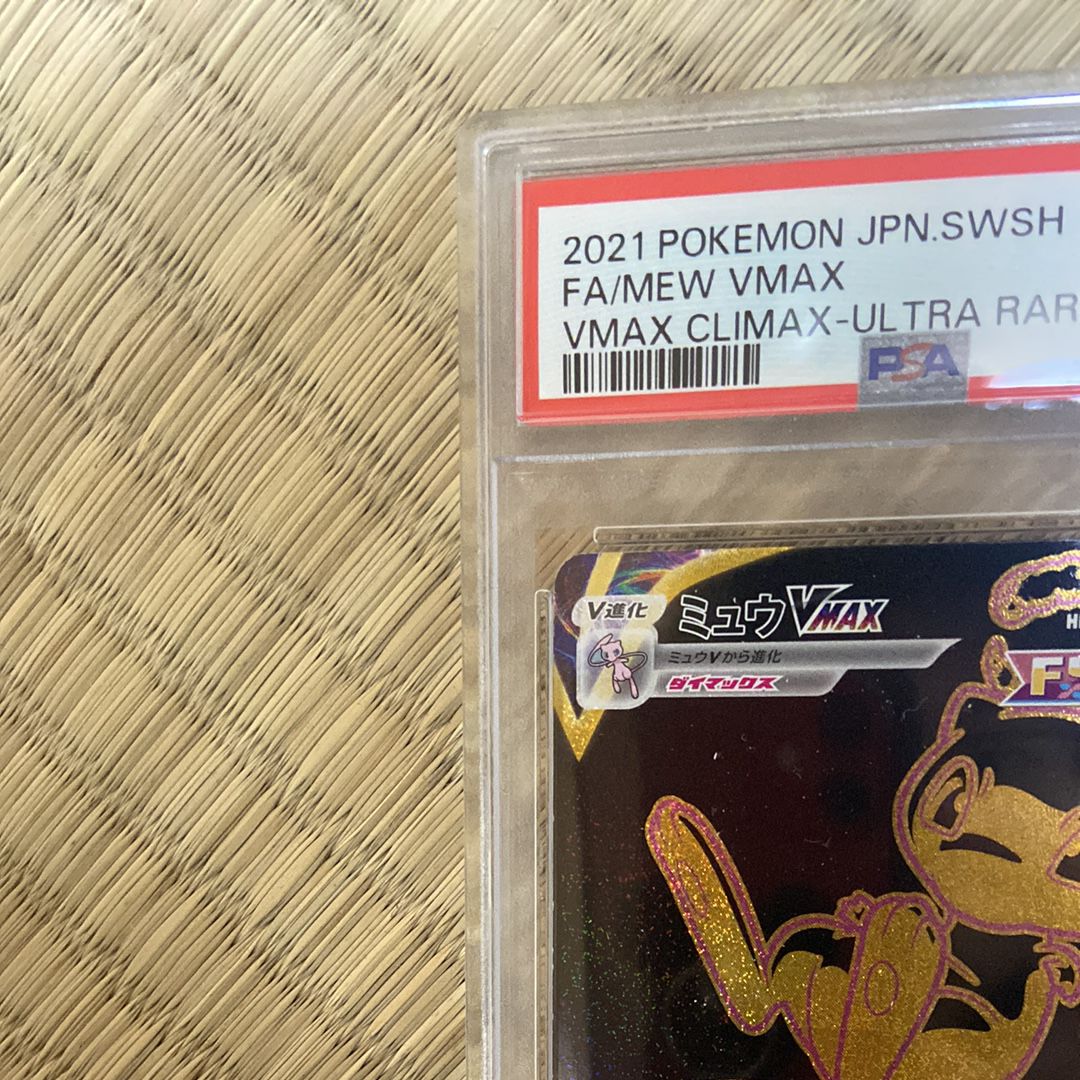 2021 POKEMON JPN.SWSH
FA/MEW VMAX
VMAX CLIMAX-ULTRA RAR
PSA
V進化
ミュウVMAX
ミュウVから進化
ダイマックス